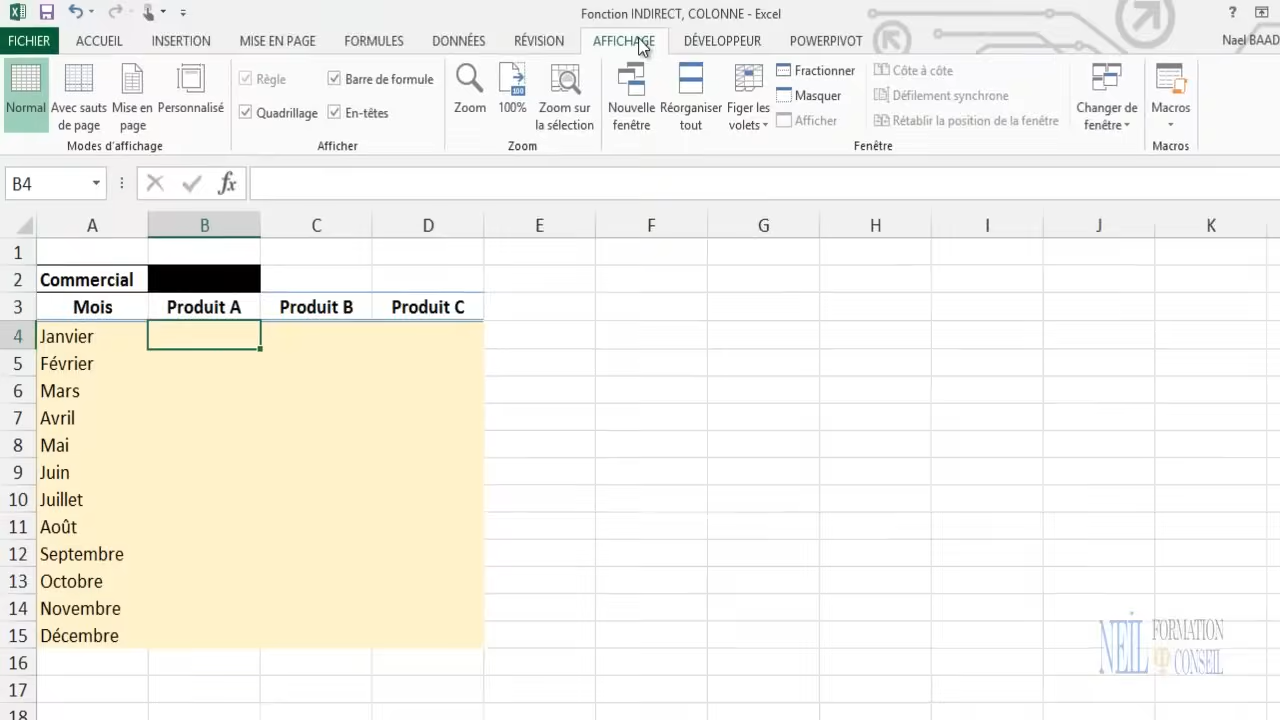 Fonction INDIRECT, COLONNE - Excel
?
FICHIER ACCUEIL INSERTION MISE EN PAGE FORMULES DONNÉES RÉVISION AFFICHAGE DÉVELOPPEUR POWERPIVOT Nael BAAD
Normal
Avec sauts
de page
Mise en
page
Personnalisé
Modes d'affichage
Règle
Barre de formule
Quadrillage
En-têtes
Afficher
Zoom
100
100%
Zoom sur
la sélection
Zoom
Nouvelle
fenêtre
Réorganiser
tout
Figer les
volets
Fractionner
Masquer
Afficher
Côte à côte
Défilement synchrone
Rétablir la position de la fenêtre
Changer de
fenêtre
Fenêtre
Macros
Macros
B4 fx
A B C D E F G H I J K
1
2 Commercial
3 Mois Produit A Produit B Produit C
4 Janvier
5 Février
6 Mars
7 Avril
8 Mai
9 Juin
10 Juillet
11 Août
12 Septembre
13 Octobre
14 Novembre
15 Décembre
16
17
18
NEIL FORMATION
CONSEIL